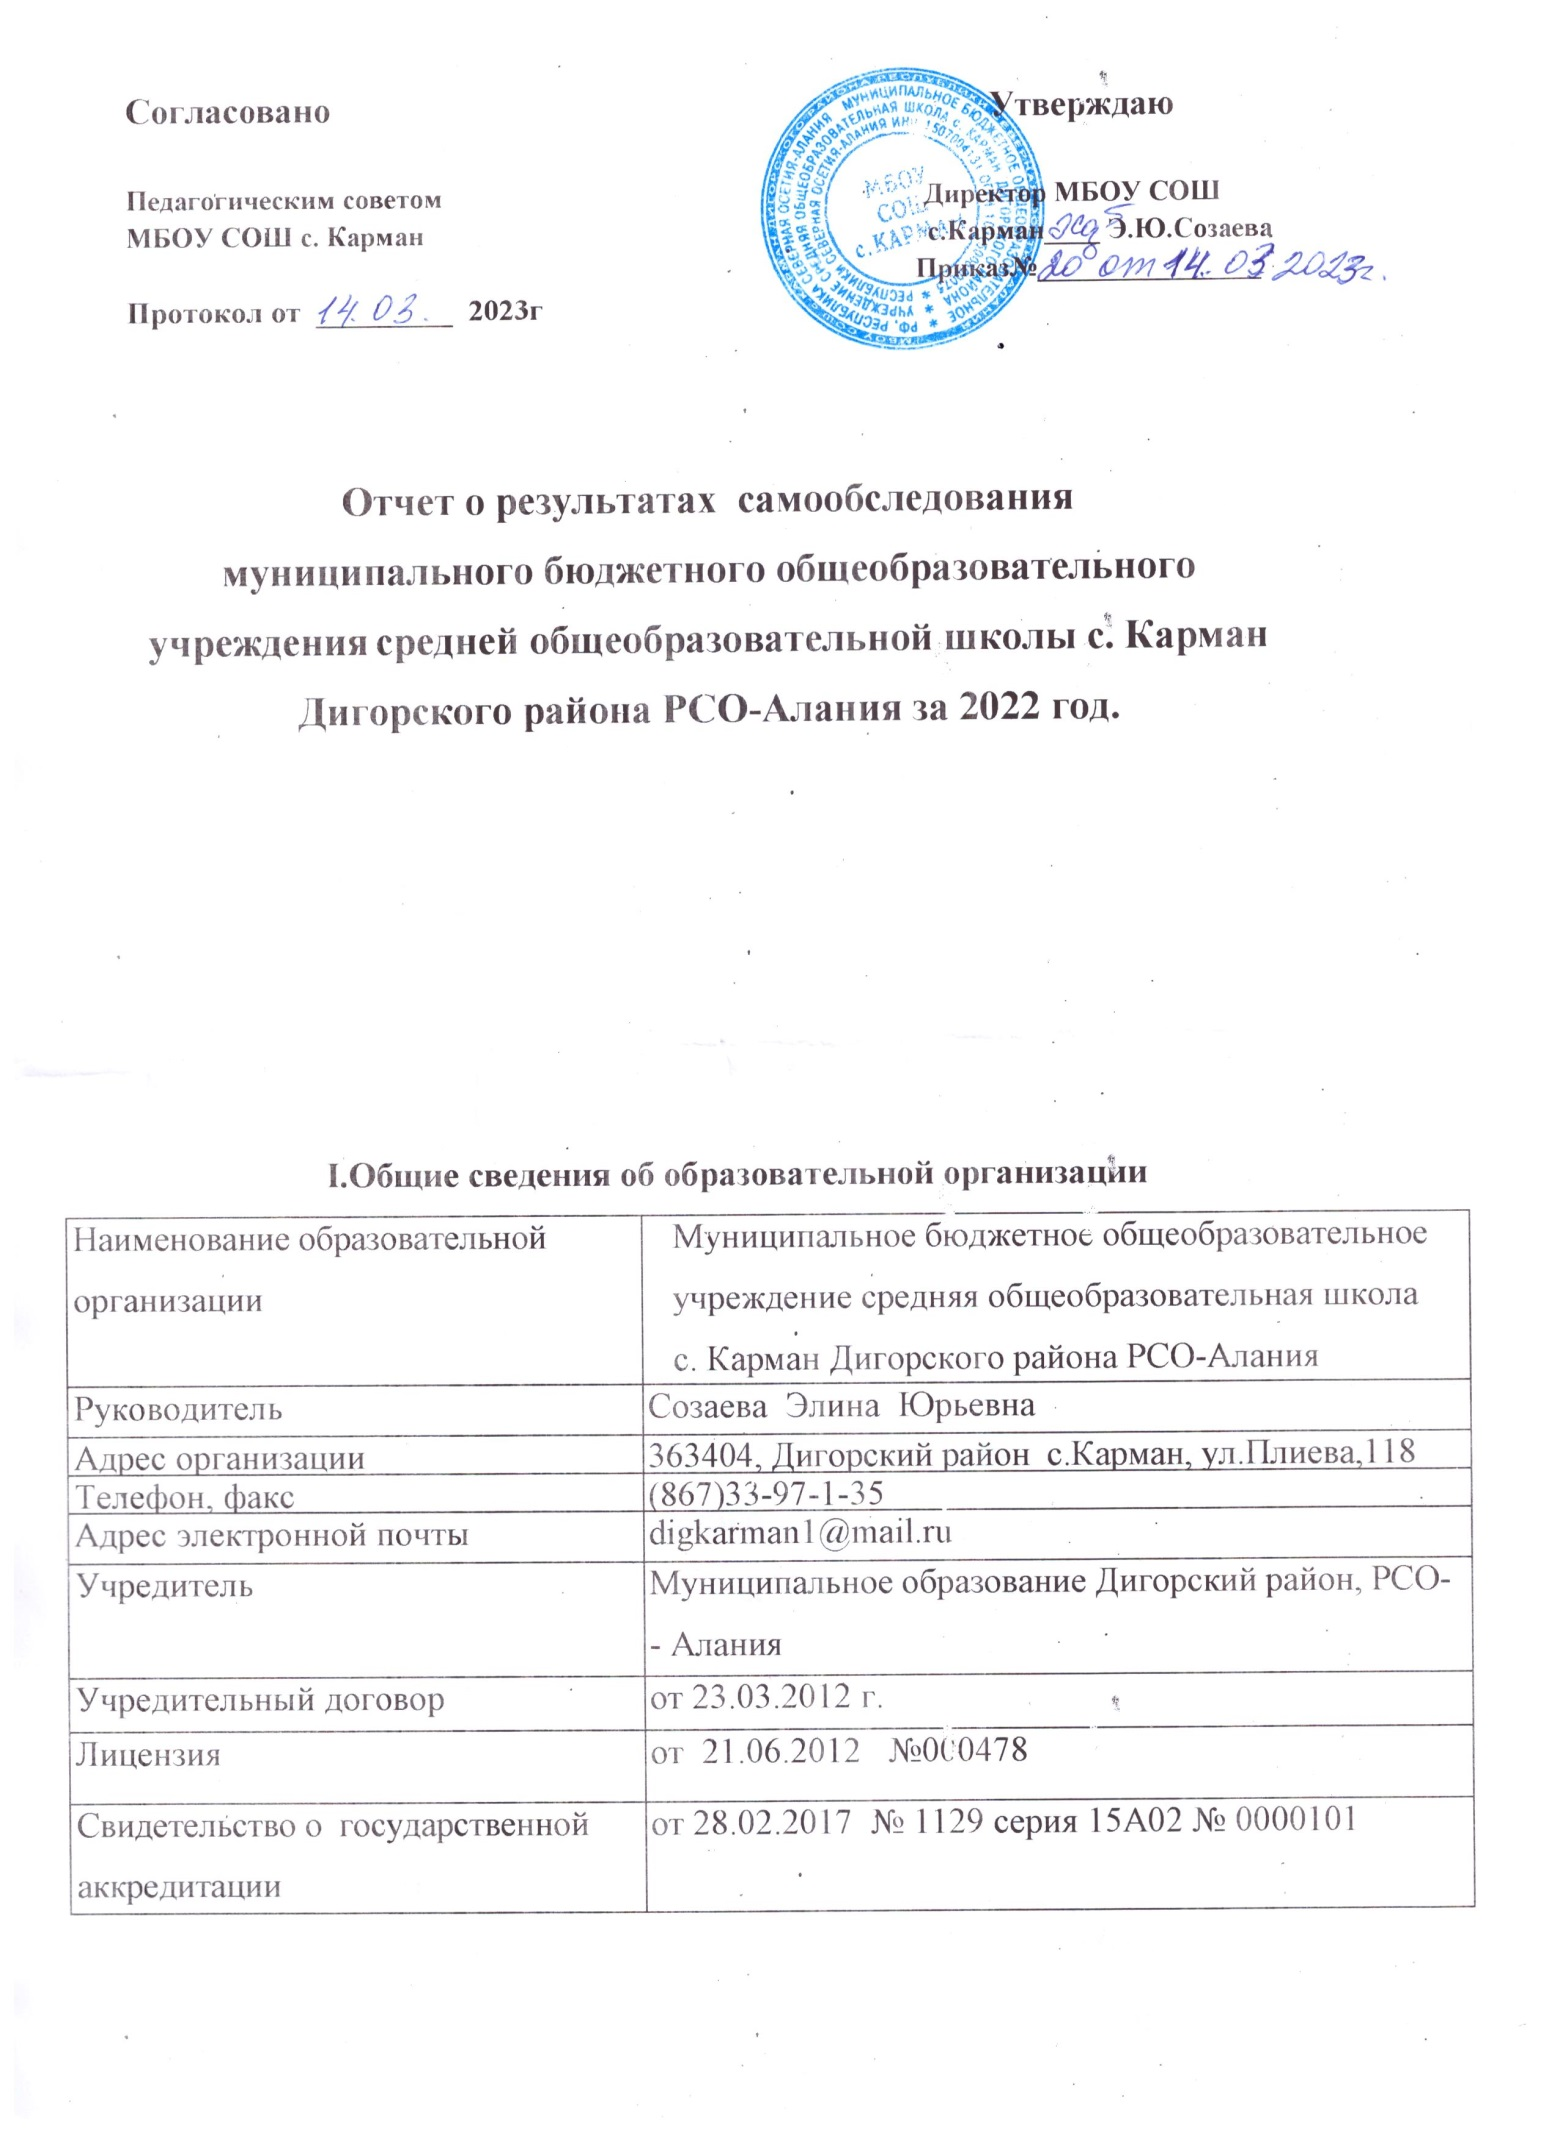 Согласовано
Педагогическим советом
МБОУ СОШ с. Карман
Протокол от 14.03. 2023г
Утверждаю
Директор МБОУ СОШ
с.Карман Э.Ю.Созаева
Приказ№ от 14.03.2023г.
МБОУ
СОШ
с.КАРМАН
Отчет о результатах самообследования
муниципального бюджетного общеобразовательного
учреждения средней общеобразовательной школы с. Карман
Дигорского района РСО-Алания за 2022 год.
I.Общие сведения об образовательной организации
Наименование образовательной
организации
Муниципальное бюджетное общеобразовательное
учреждение средняя общеобразовательная школа
с. Карман Дигорского района РСО-Алания
Руководитель
Созаева Элина Юрьевна
Адрес организации
363404, Дигорский район с.Карман, ул.Плиева,118
Телефон, факс
(867)33-97-1-35
Адрес электронной почты
digkarman1@mail.ru
Учредитель
Муниципальное образование Дигорский район, РСО-
- Алания
Учредительный договор
от 23.03.2012 г.
Лицензия
от 21.06.2012 №000478
Свидетельство о государственной
аккредитации
от 28.02.2017 № 1129 серия 15А02 № 0000101